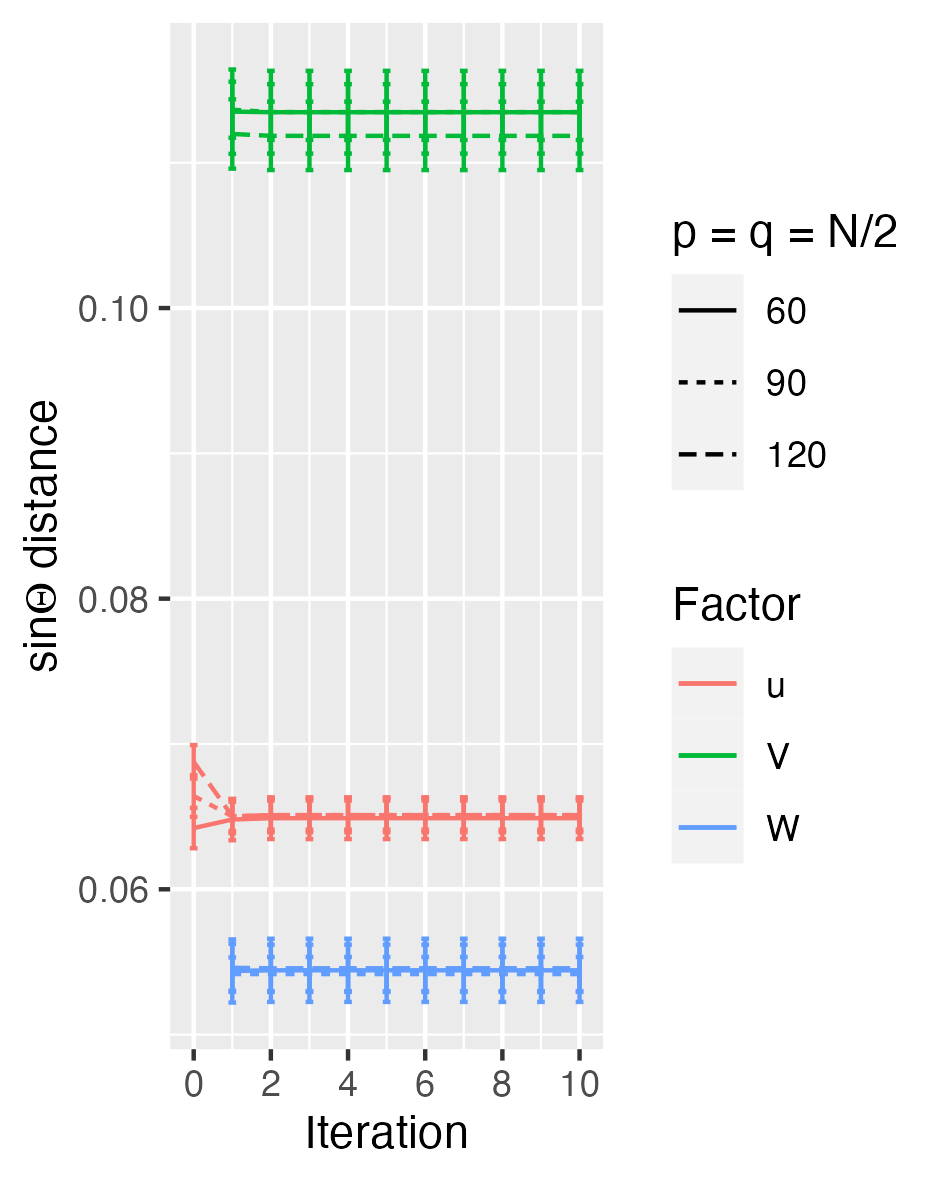 sinΘ distance
0.10
0.08
0.06
0 2 4 6 8 10
Iteration
p = q = N/2
60
90
120
Factor
u
V
W